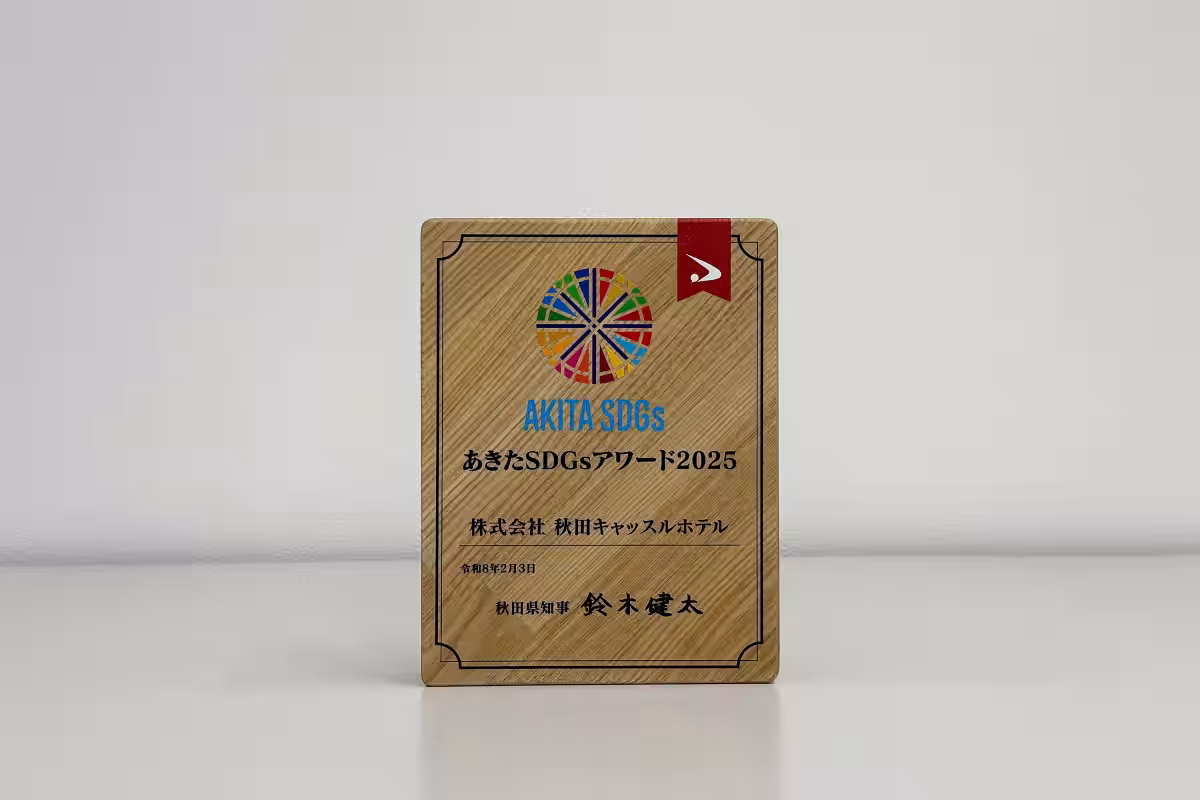 AKITA SDGs
あきたSDGsアワード2025
株式会社 秋田キャッスルホテル
令和8年2月3日
秋田県知事 鈴木健太